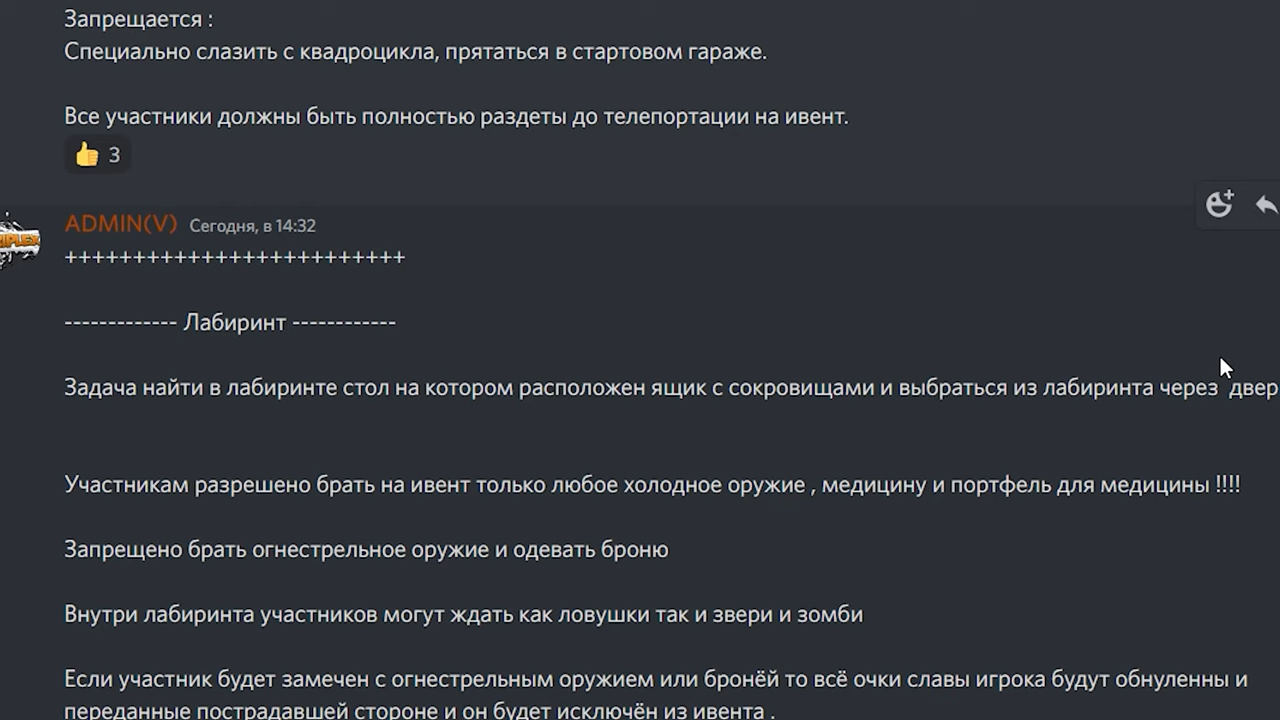 Запрещается :
Специально слазить с квадроцикла, прятаться в стартовом гараже.
Все участники должны быть полностью раздеты до телепортации на ивент.
👍 3
ADMIN(V) Сегодня, в 14:32
+++++++++++++++++++++++++
------------- Лабиринт ------------
Задача найти в лабиринте стол на котором расположен ящик с сокровищами и выбраться из лабиринта через двер
Участникам разрешено брать на ивент только любое холодное оружие , медицину и портфель для медицины !!!!
Запрещено брать огнестрельное оружие и одевать броню
Внутри лабиринта участников могут ждать как ловушки так и звери и зомби
Если участник будет замечен с огнестрельным оружием или бронёй то всё очки славы игрока будут обнуленны и
переданные пострадавшей стороне и он будет исключён из ивента .